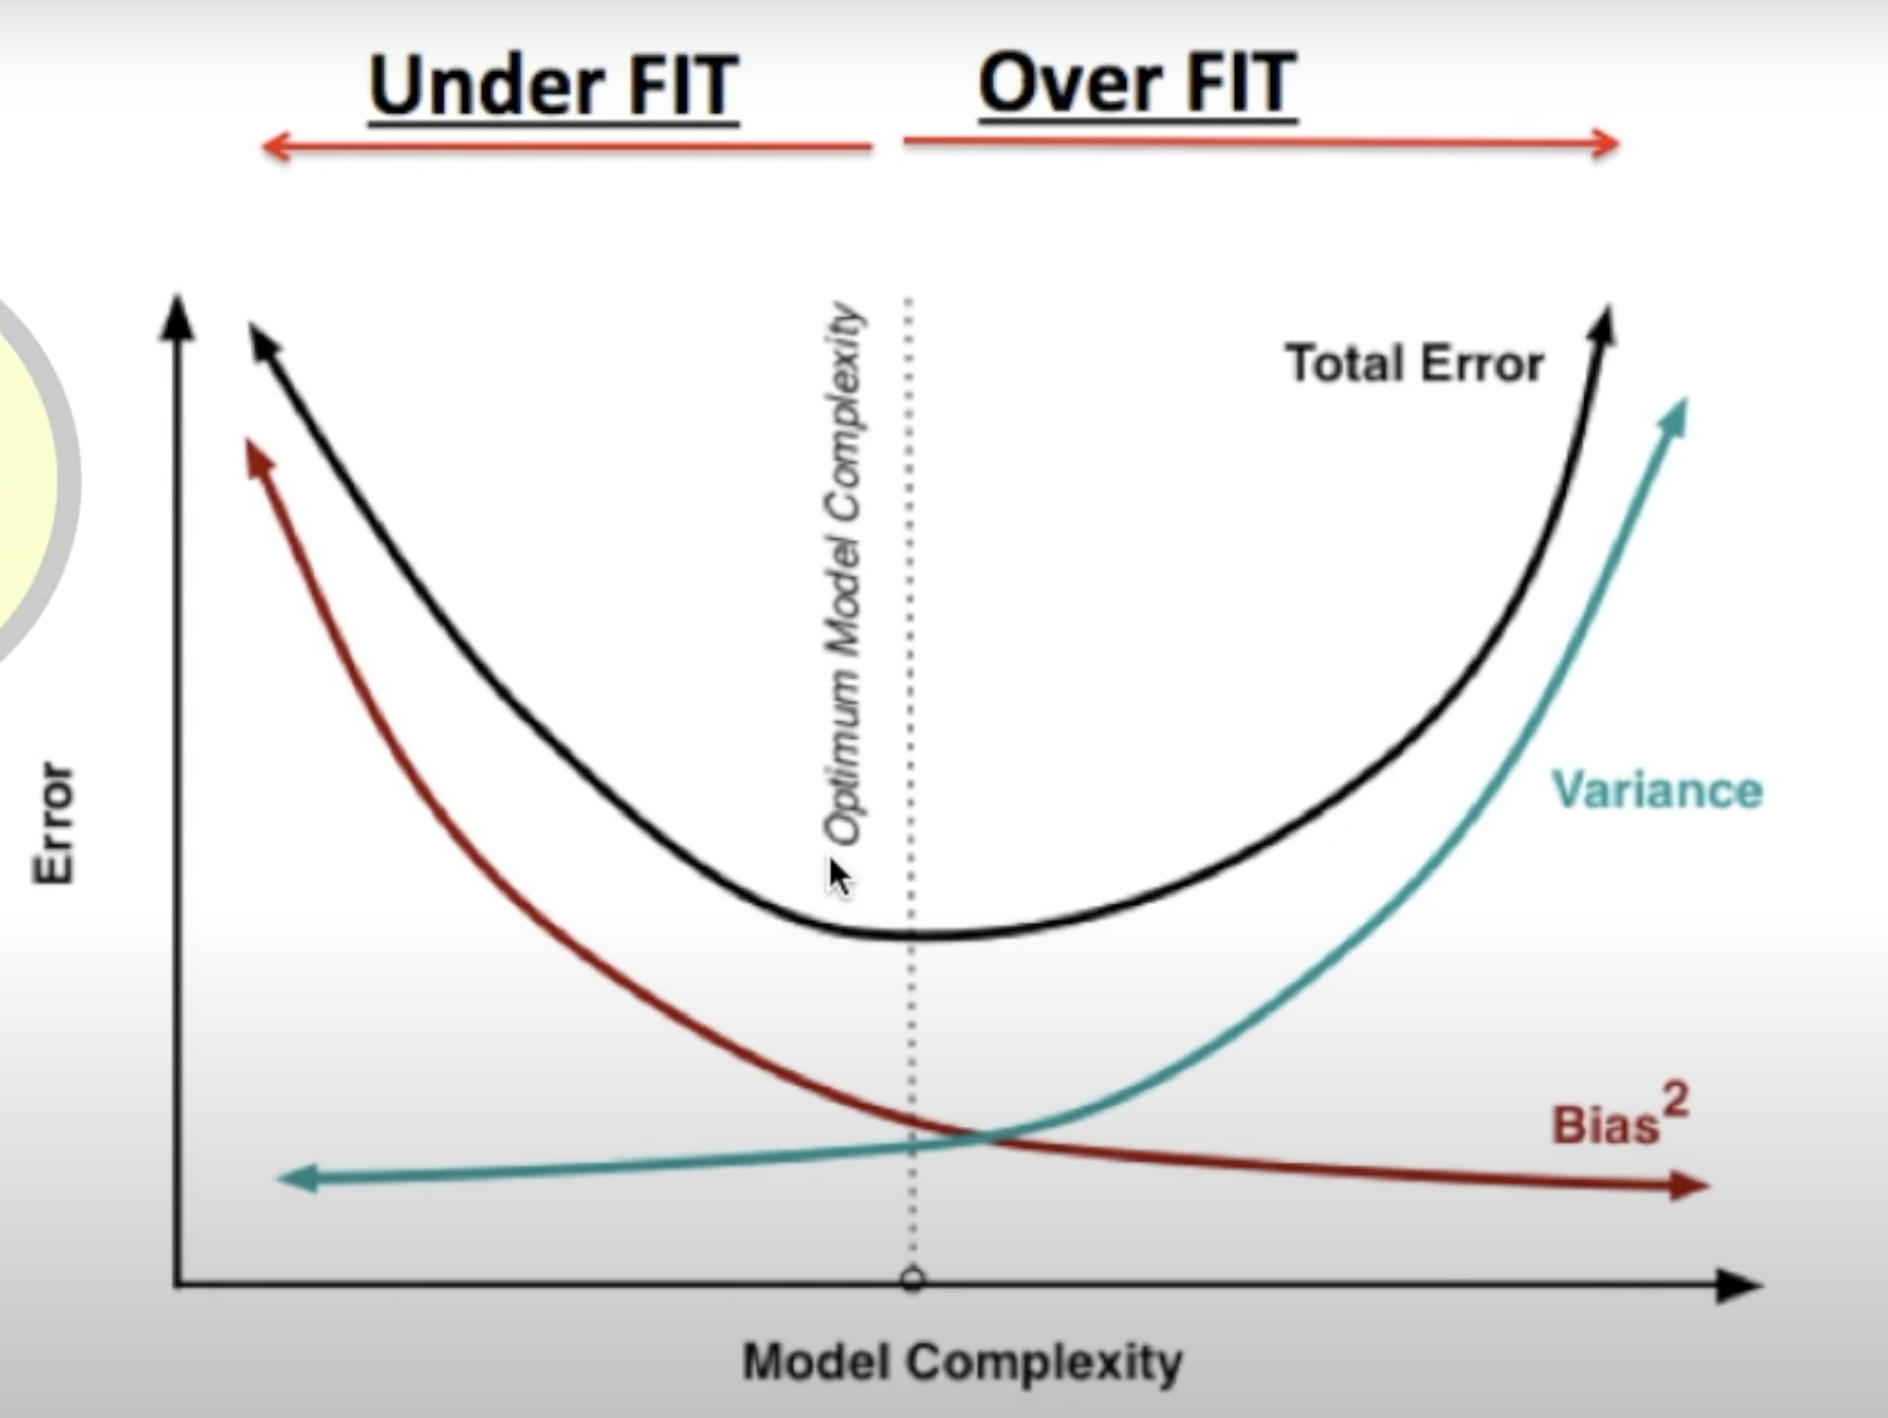 Under FIT
Over FIT
Optimum Model Complexity
Total Error
Variance
Bias²
Error
Model Complexity